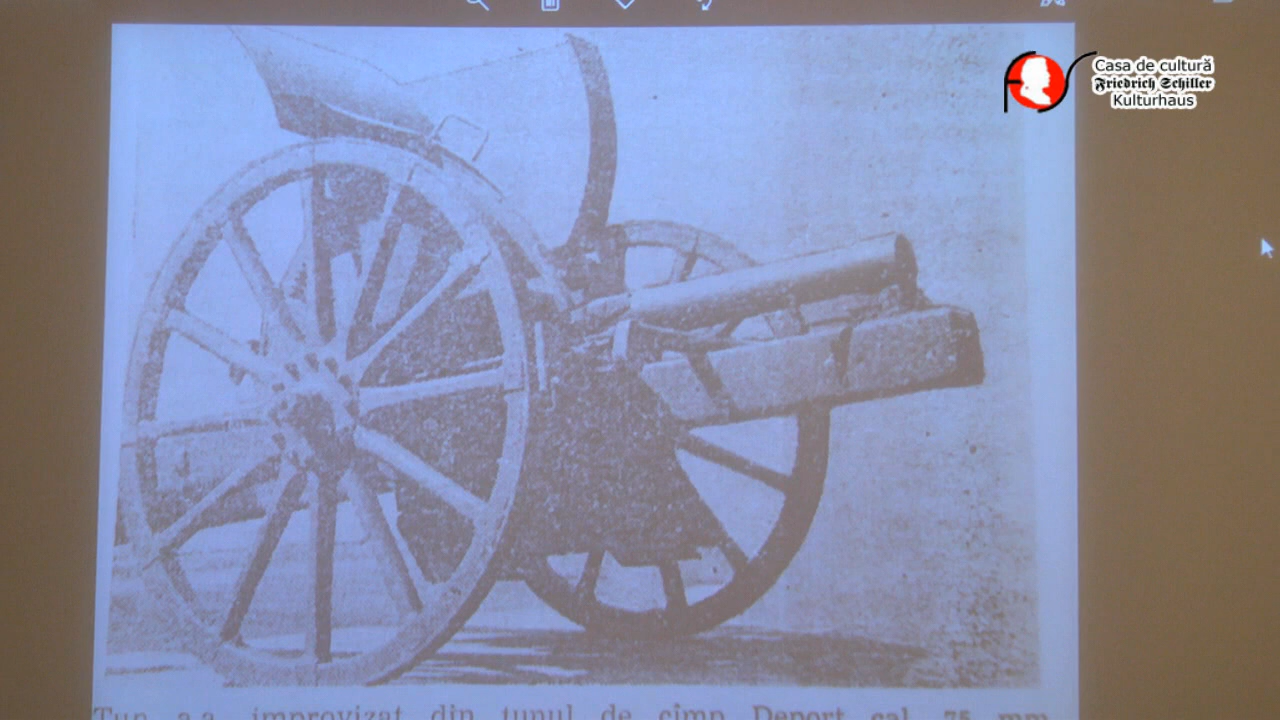 Casa de cultură
Friedrich Schiller
Kulturhaus
Tun a.a. improvizat din tunul de cîmp Deport cal. 75 mm